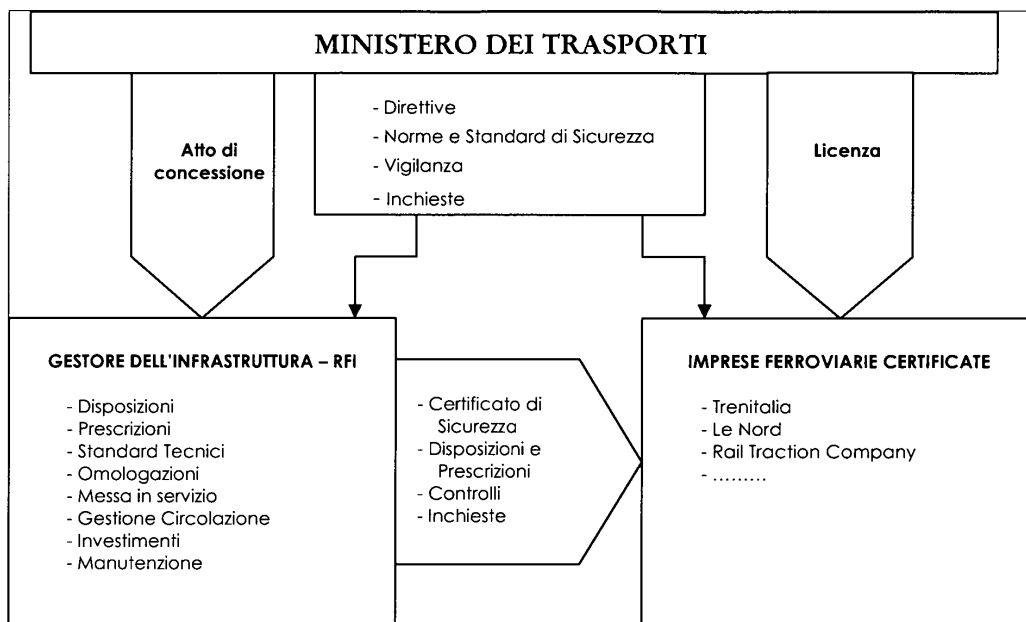 MINISTERO DEI TRASPORTI
Atto di
concessione
- Direttive
- Norme e Standard di Sicurezza
- Vigilanza
- Inchieste
Licenza
GESTORE DELL'INFRASTRUTTURA – RFI
- Disposizioni
- Prescrizioni
- Standard Tecnici
- Omologazioni
- Messa in servizio
- Gestione Circolazione
- Investimenti
- Manutenzione
- Certificato di
Sicurezza
- Disposizioni e
Prescrizioni
- Controlli
- Inchieste
IMPRESE FERROVIARIE CERTIFICATE
- Trenitalia
- Le Nord
- Rail Traction Company
- .........